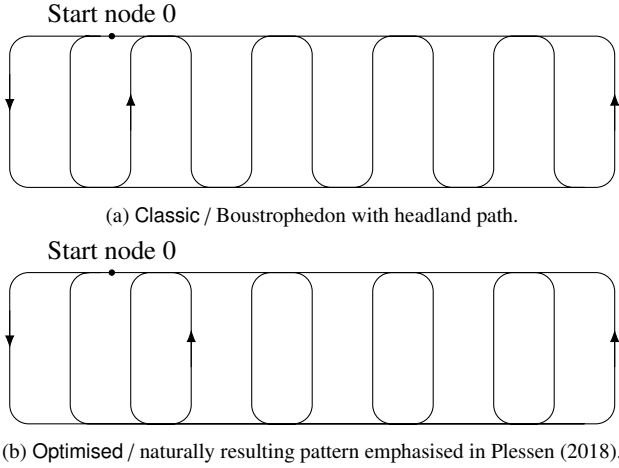 Start node 0
(a) Classic / Boustrophedon with headland path.
Start node 0
(b) Optimised / naturally resulting pattern emphasised in Plessen (2018).